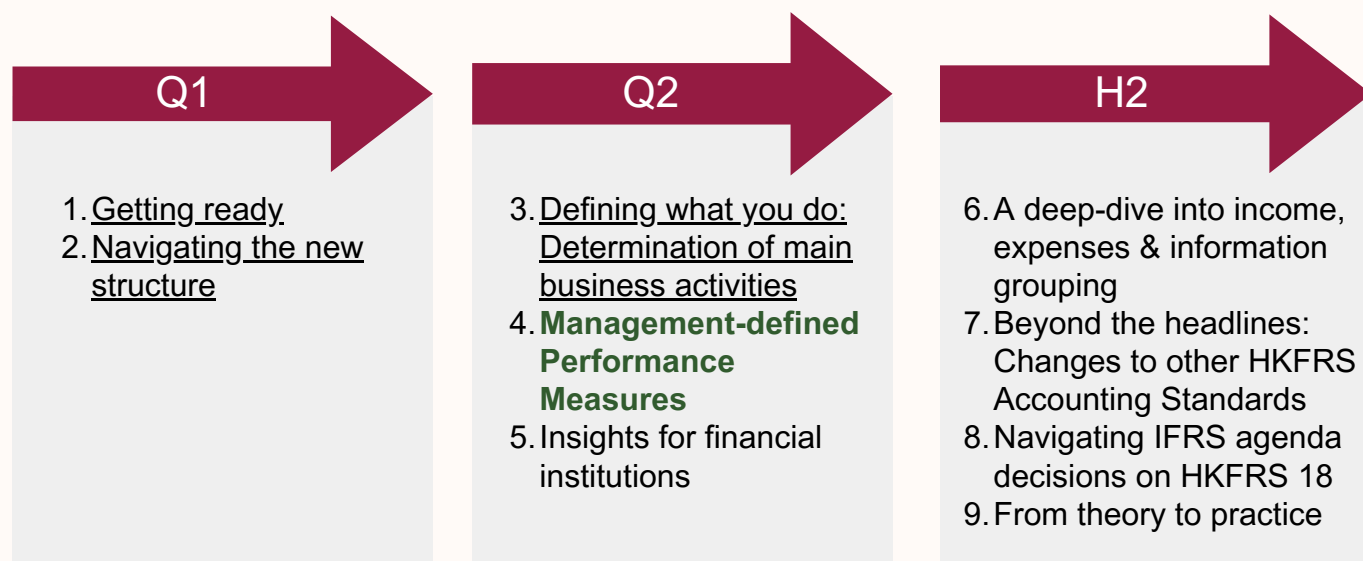 Q1
1. Getting ready
2. Navigating the new
structure
Q2
3. Defining what you do:
Determination of main
business activities
4. Management-defined
Performance
Measures
5. Insights for financial
institutions
H2
6. A deep-dive into income,
expenses & information
grouping
7. Beyond the headlines:
Changes to other HKFRS
Accounting Standards
8. Navigating IFRS agenda
decisions on HKFRS 18
9. From theory to practice